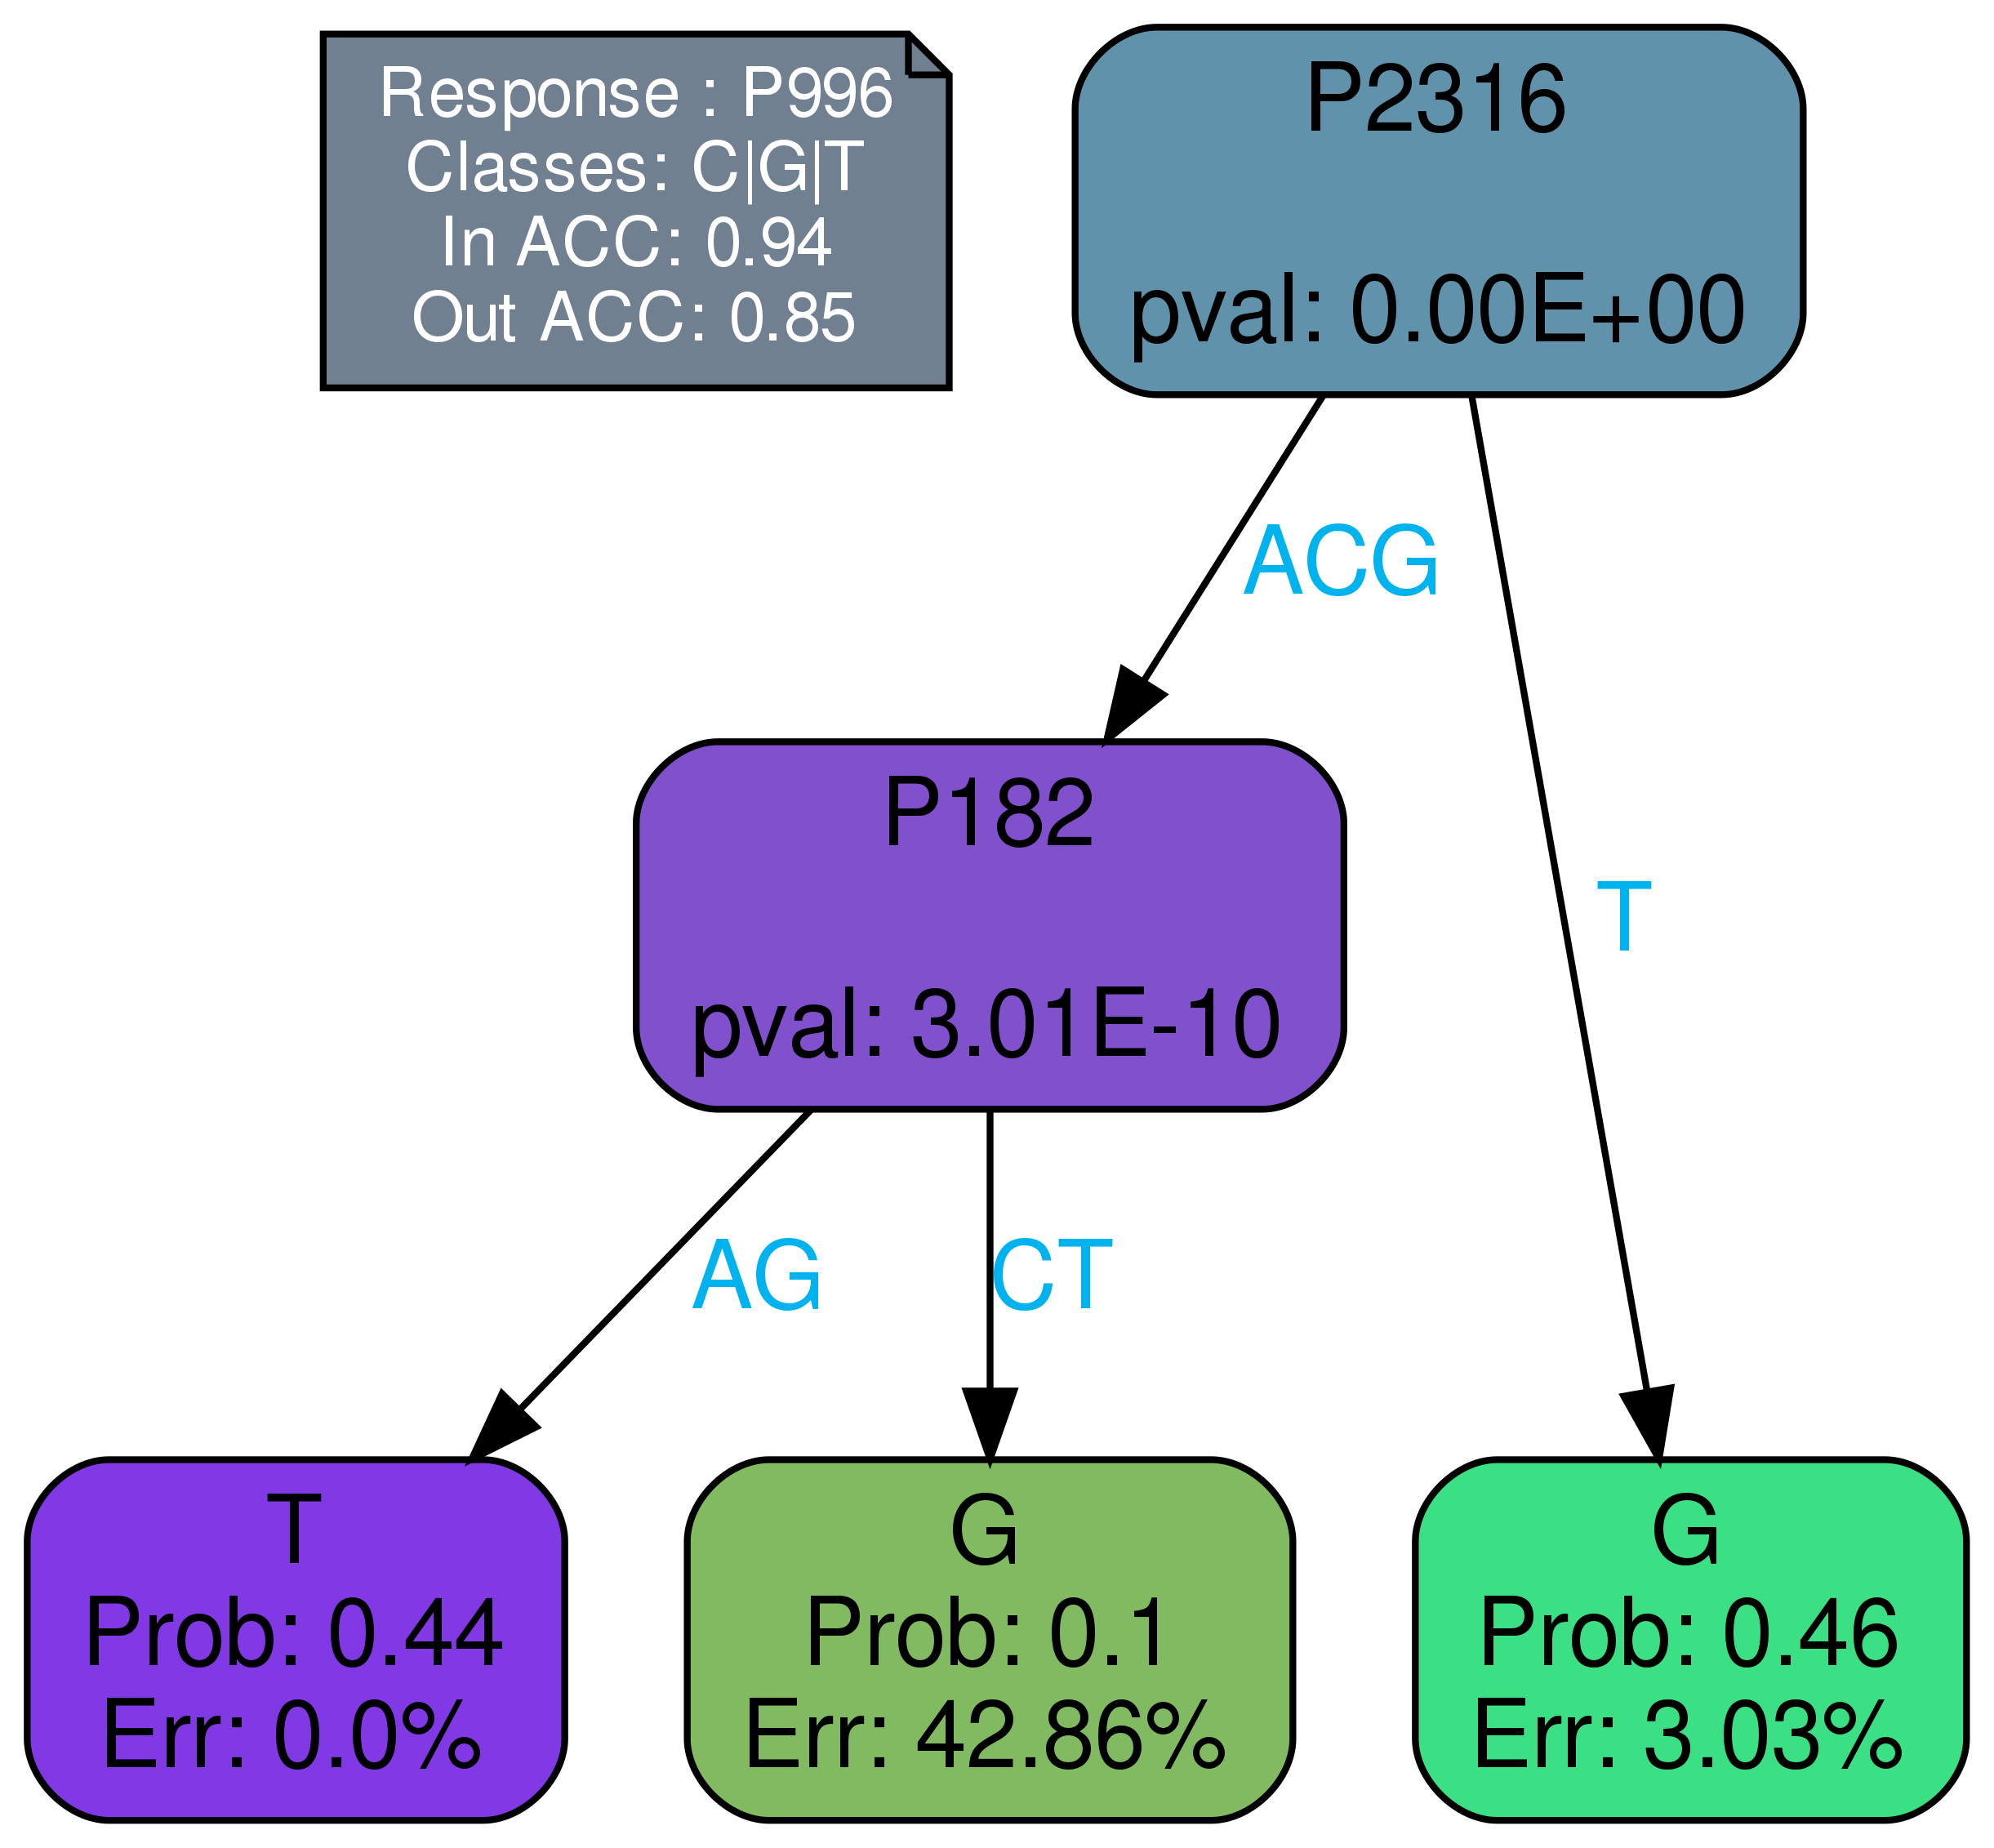 Response : P996
Classes: C|G|T
In ACC: 0.94
Out ACC: 0.85
P2316
pval: 0.00E+00
ACG
T
P182
pval: 3.01E-10
AG
CT
T
Prob: 0.44
Err: 0.0%
G
Prob: 0.1
Err: 42.86%
G
Prob: 0.46
Err: 3.03%